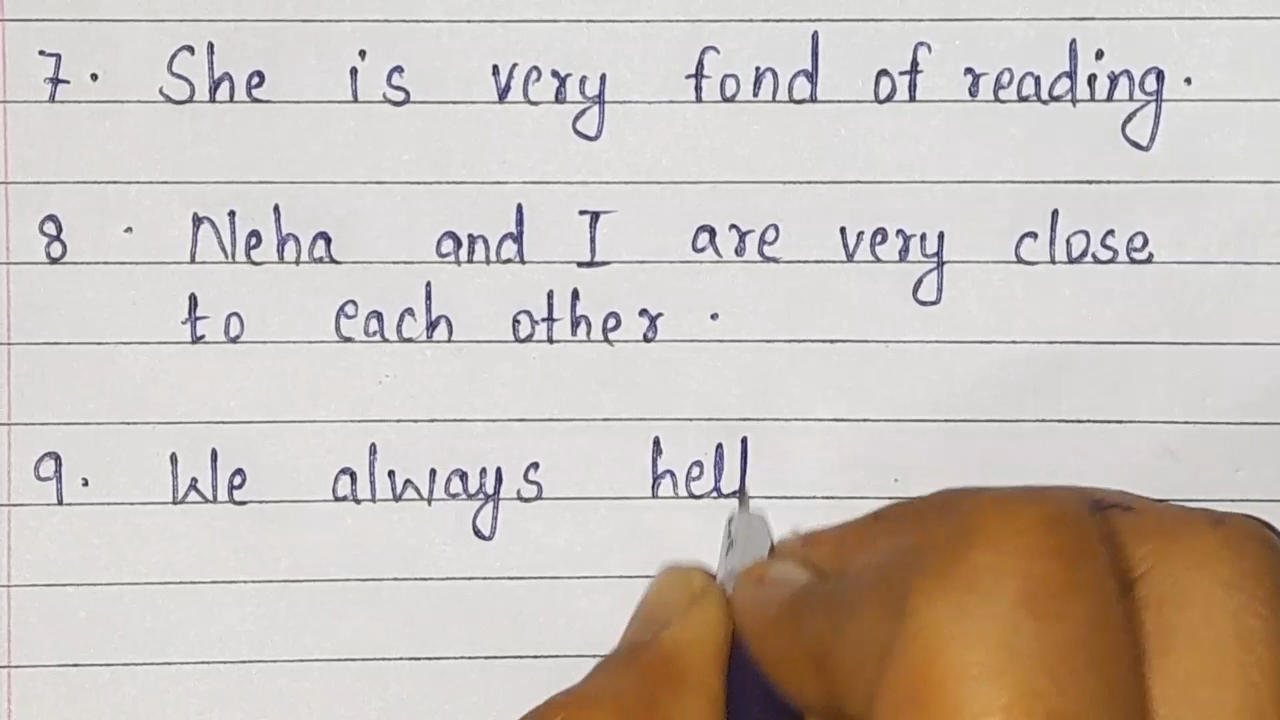 7. She is very fond of reading.
8. Neha and I are very close
to each other.
9. We always